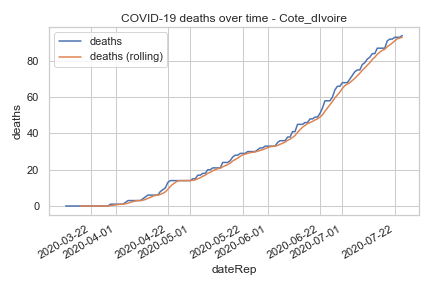 COVID-19 deaths over time - Cote_dIvoire
deaths
deaths (rolling)
80
60
40
20
0
deaths
2020-03-22
2020-04-01
2020-04-22
2020-05-01
2020-05-22
2020-06-01
2020-06-22
2020-07-01
2020-07-22
dateRep